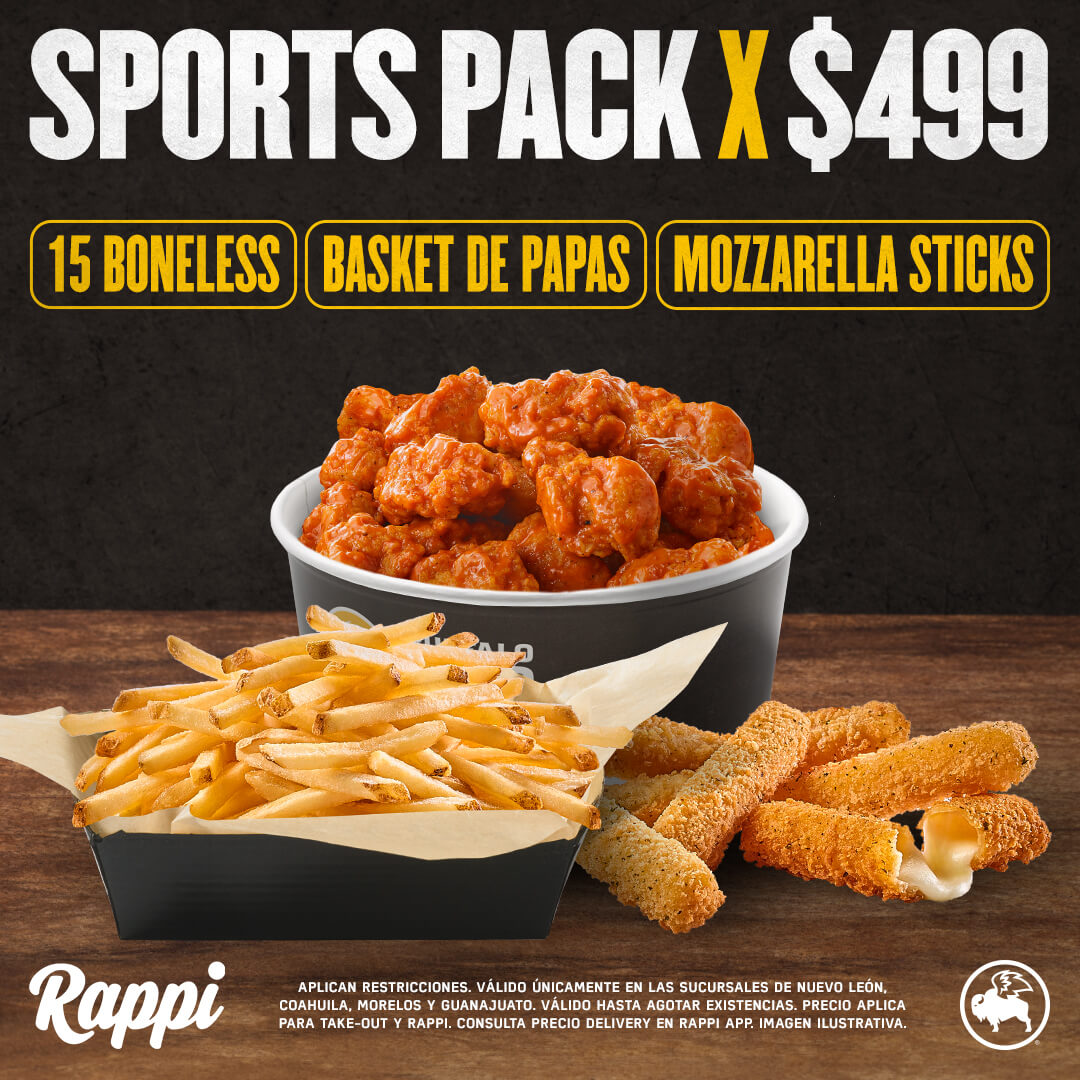 SPORTS PACK X $499
15 BONELESS BASKET DE PAPAS MOZZARELLA STICKS
Rappi
APLICAN RESTRICCIONES. VÁLIDO ÚNICAMENTE EN LAS SUCURSALES DE NUEVO LEÓN,
COAHUILA, MORELOS Y GUANAJUATO. VÁLIDO HASTA AGOTAR EXISTENCIAS. PRECIO APLICA
PARA TAKE-OUT Y RAPPI. CONSULTA PRECIO DELIVERY EN RAPPI APP. IMAGEN ILUSTRATIVA.